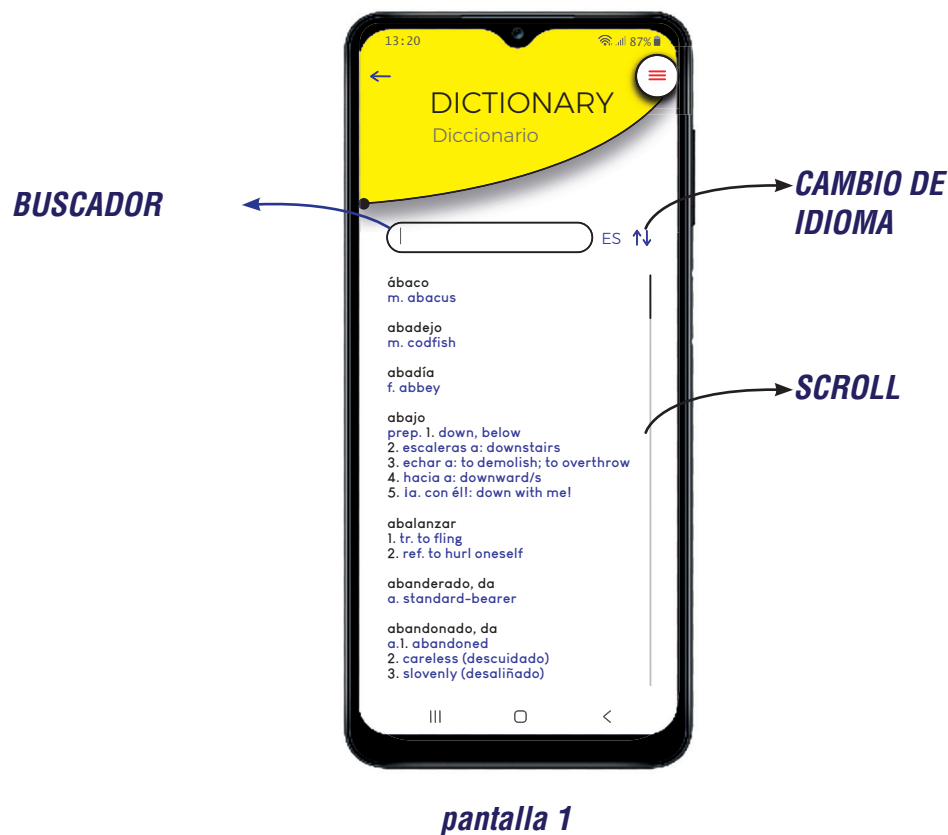 13:20 87%
DICTIONARY
Diccionario
BUSCADOR
CAMBIO DE
IDIOMA
ES
ábaco
m. abacus
abadejo
m. codfish
abadía
f. abbey
SCROLL
abajo
prep. 1. down, below
2. escaleras a: downstairs
3. echar a: to demolish; to overthrow
4. hacia a: downward/s
5. ¡a. con él!: down with me!
abalanzar
1. tr. to fling
2. ref. to hurl oneself
abanderado, da
a. standard-bearer
abandonado, da
a.1. abandoned
2. careless (descuidado)
3. slovenly (desaliñado)
pantalla 1